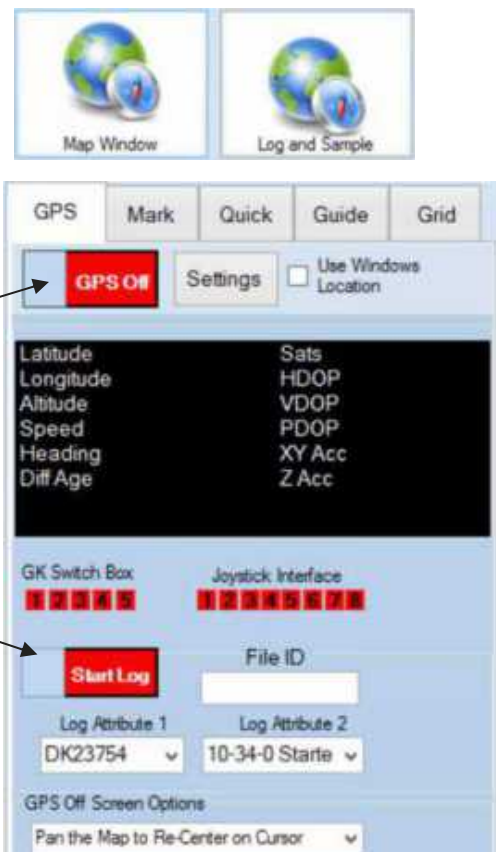 Map Window
Log and Sample
GPS Mark Quick Guide Grid
GPS Off Settings Use Windows Location
Latitude Sats
Longitude HDOP
Altitude VDOP
Speed PDOP
Heading XY Acc
Diff Age Z Acc
GK Switch Box Joystick Interface
1 2 3 4 5 1 2 3 4 5 6 7 8
Start Log File ID
Log Attribute 1 Log Attribute 2
DK23754 10-34-0 Starte
GPS Off Screen Options
Pan the Map to Re-Center on Cursor